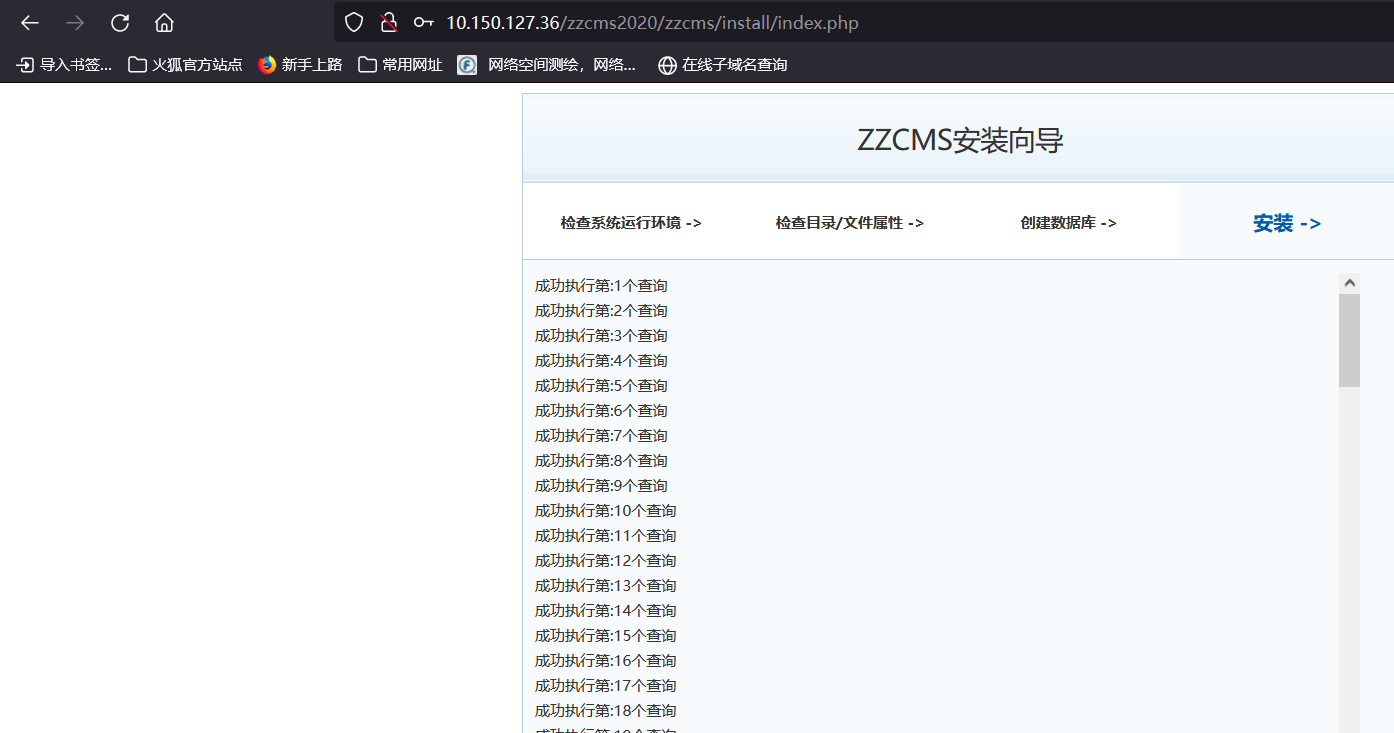 10.150.127.36/zzcms2020/zzcms/install/index.php
导入书签... 火狐官方站点 新手上路 常用网址 网络空间测绘，网络... 在线子域名查询
ZZCMS安装向导
检查系统运行环境 -> 检查目录/文件属性 -> 创建数据库 -> 安装 ->
成功执行第:1个查询
成功执行第:2个查询
成功执行第:3个查询
成功执行第:4个查询
成功执行第:5个查询
成功执行第:6个查询
成功执行第:7个查询
成功执行第:8个查询
成功执行第:9个查询
成功执行第:10个查询
成功执行第:11个查询
成功执行第:12个查询
成功执行第:13个查询
成功执行第:14个查询
成功执行第:15个查询
成功执行第:16个查询
成功执行第:17个查询
成功执行第:18个查询